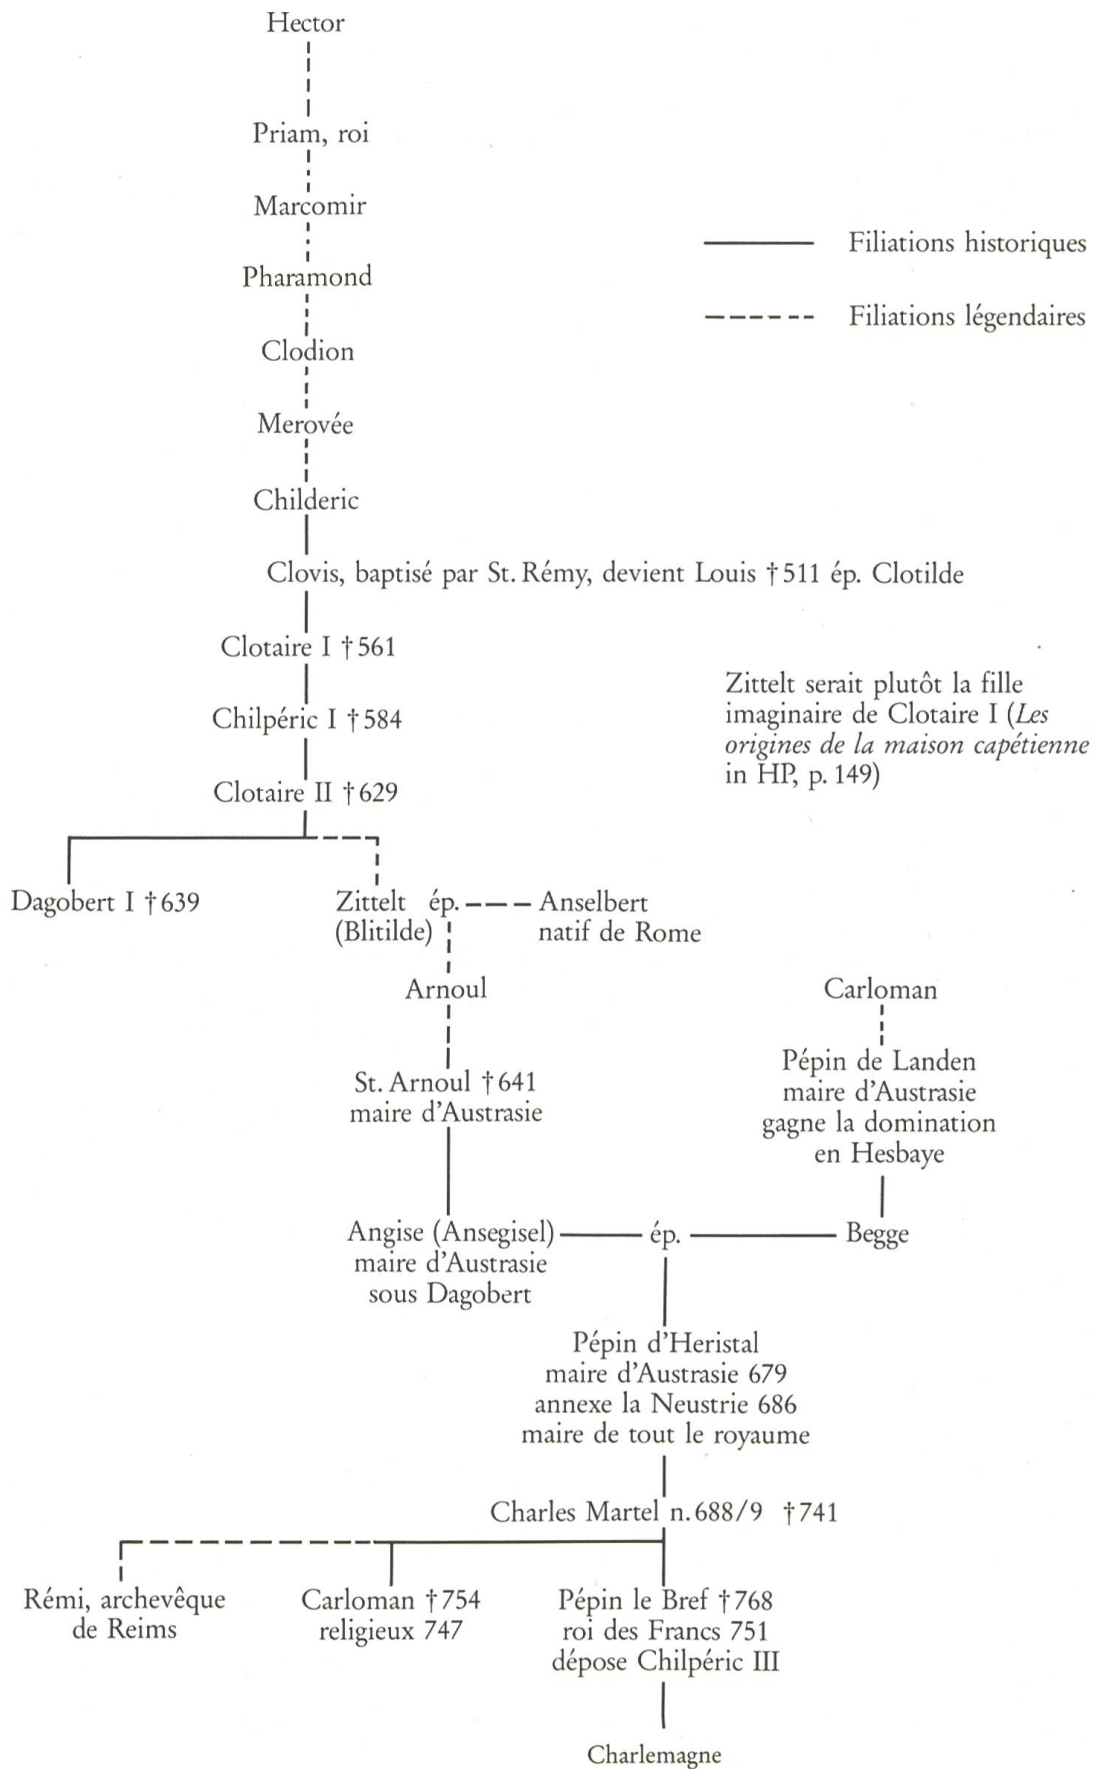 Hector
Priam, roi
Marcomir
Filiations historiques
Pharamond
Filiations légendaires
Clodion
Merovée
Childeric
Clovis, baptisé par St. Rémy, devient Louis †511 ép. Clotilde
Clotaire I †561
Zittelt serait plutôt la fille
imaginaire de Clotaire I (Les
origines de la maison capétienne
in HP, p. 149)
Chilpéric I †584
Clotaire II †629
Dagobert I †639
Zittelt ép.
(Blitilde)
Anselbert
natif de Rome
Arnoul
Carloman
St. Arnoul †641
maire d'Austrasie
Pépin de Landen
maire d'Austrasie
gagne la domination
en Hesbaye
Angise (Ansegisel)
maire d'Austrasie
sous Dagobert
ép.
Begge
Pépin d'Heristal
maire d'Austrasie 679
annexe la Neustrie 686
maire de tout le royaume
Charles Martel n. 688/9 †741
Rémi, archevêque
de Reims
Carloman †754
religieux 747
Pépin le Bref †768
roi des Francs 751
dépose Chilpéric III
Charlemagne